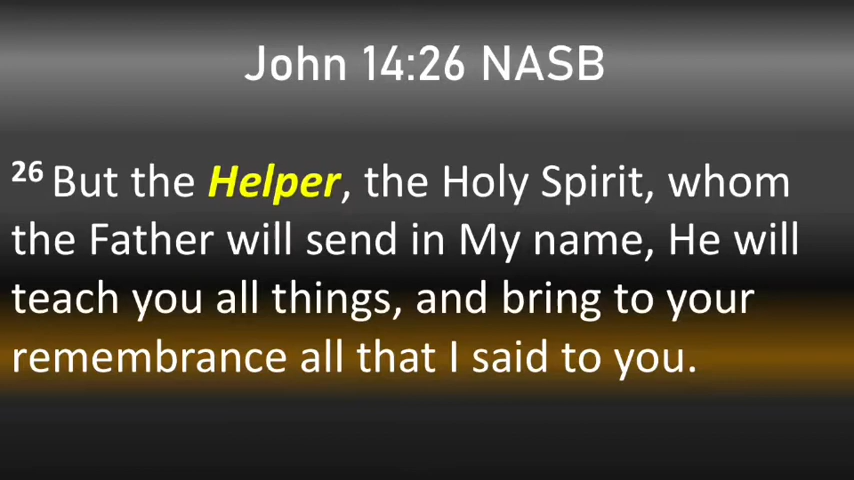 John 14:26 NASB
26 But the Helper, the Holy Spirit, whom
the Father will send in My name, He will
teach you all things, and bring to your
remembrance all that I said to you.